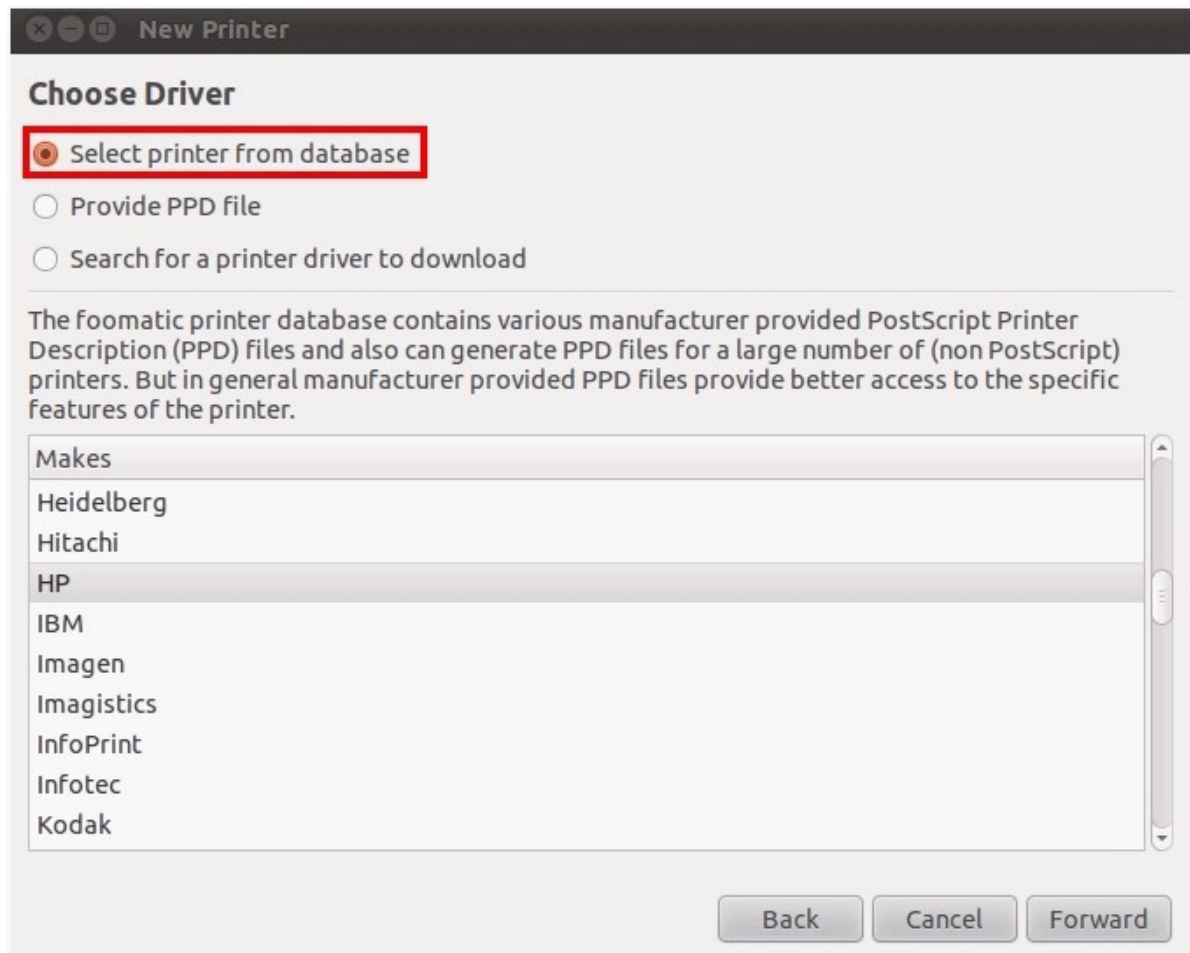 New Printer
Choose Driver
Select printer from database
Provide PPD file
Search for a printer driver to download
The foomatic printer database contains various manufacturer provided PostScript Printer
Description (PPD) files and also can generate PPD files for a large number of (non PostScript)
printers. But in general manufacturer provided PPD files provide better access to the specific
features of the printer.
Makes
Heidelberg
Hitachi
HP
IBM
Imagen
Imagistics
InfoPrint
Infotec
Kodak
Back Cancel Forward